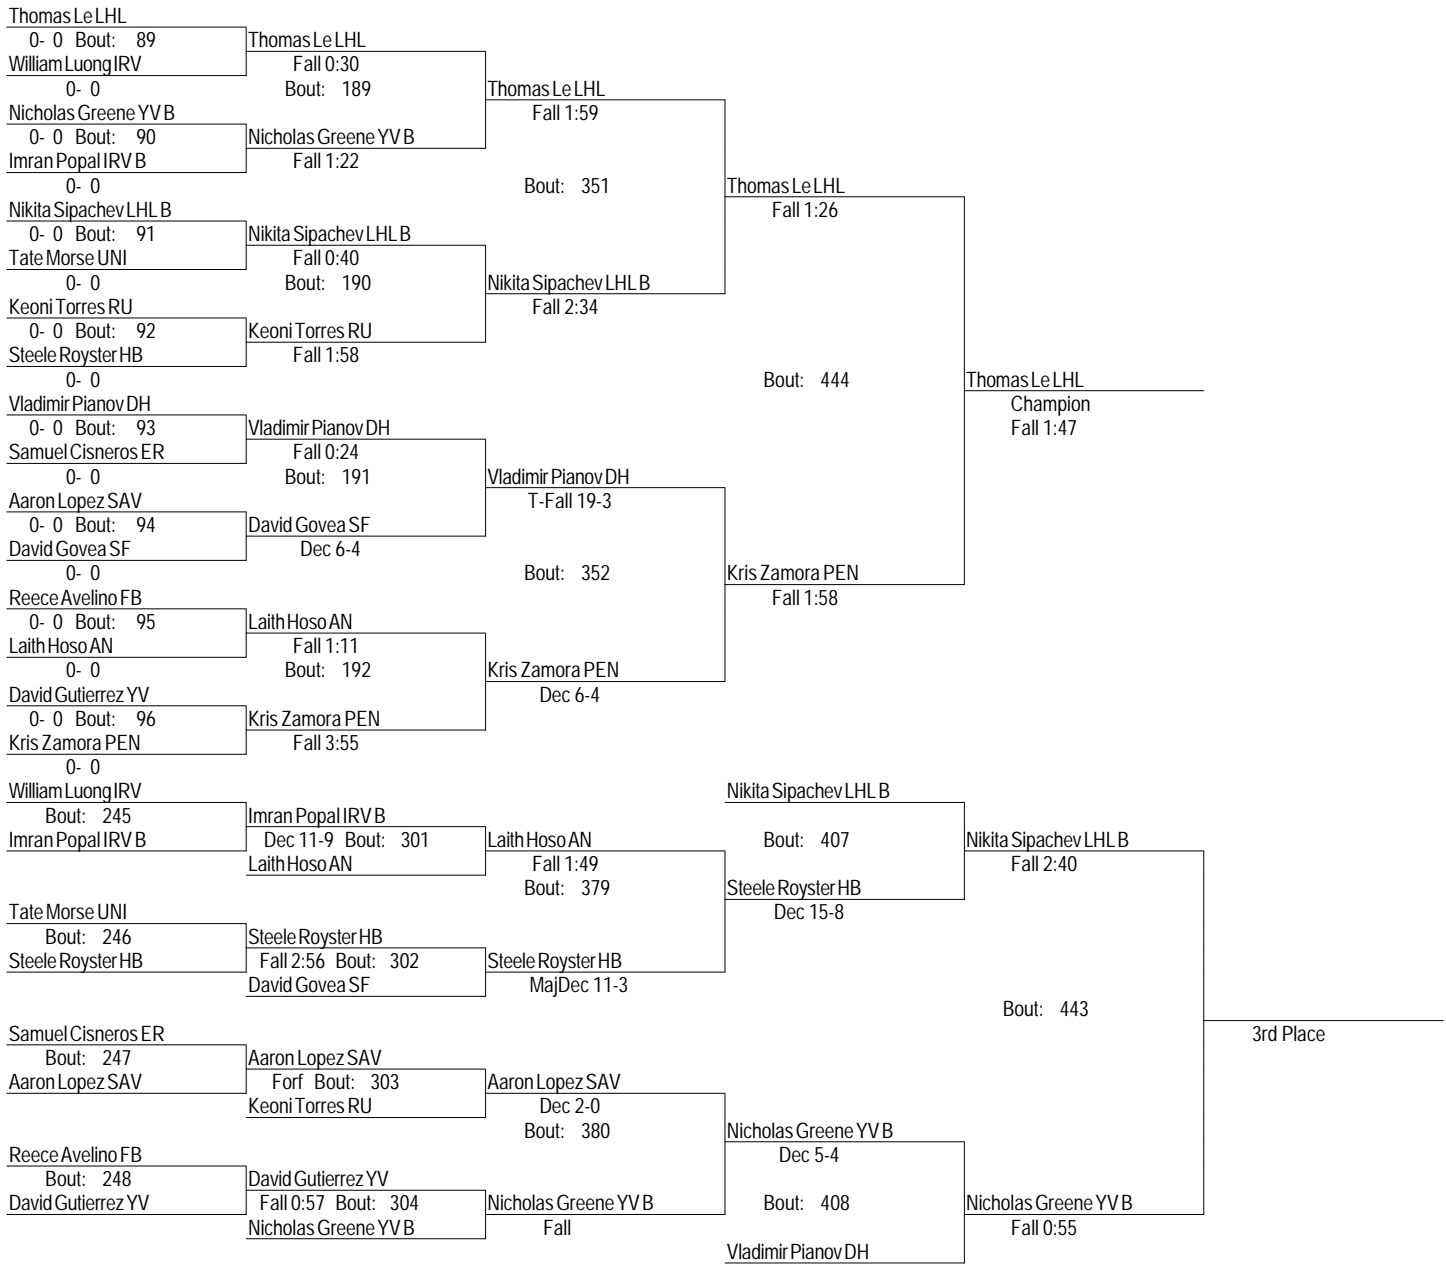 Thomas Le LHL
0- 0 Bout: 89 Thomas Le LHL
William Luong IRV Fall 0:30
0- 0 Bout: 189 Thomas Le LHL
Nicholas Greene YV B Fall 1:59
0- 0 Bout: 90 Nicholas Greene YV B
Imran Popal IRV B Fall 1:22
0- 0 Bout: 351 Thomas Le LHL
Nikita Sipachev LHL B Fall 1:26
0- 0 Bout: 91 Nikita Sipachev LHL B
Tate Morse UNI Fall 0:40
0- 0 Bout: 190 Nikita Sipachev LHL B
Keoni Torres RU Fall 2:34
0- 0 Bout: 92 Keoni Torres RU
Steele Royster HB Fall 1:58
0- 0 Bout: 444 Thomas Le LHL
Vladimir Pianov DH Champion
0- 0 Bout: 93 Vladimir Pianov DH Fall 1:47
Samuel Cisneros ER Fall 0:24
0- 0 Bout: 191 Vladimir Pianov DH
Aaron Lopez SAV T-Fall 19-3
0- 0 Bout: 94 David Govea SF
David Govea SF Dec 6-4
0- 0 Bout: 352 Kris Zamora PEN
Reece Avelino FB Fall 1:58
0- 0 Bout: 95 Laith Hoso AN
Laith Hoso AN Fall 1:11
0- 0 Bout: 192 Kris Zamora PEN
David Gutierrez YV Dec 6-4
0- 0 Bout: 96 Kris Zamora PEN
Kris Zamora PEN Fall 3:55
0- 0
William Luong IRV Nikita Sipachev LHL B
Bout: 245 Imran Popal IRV B
Imran Popal IRV B Dec 11-9 Bout: 301 Laith Hoso AN Bout: 407 Nikita Sipachev LHL B
Laith Hoso AN Fall 1:49 Fall 2:40
Bout: 379 Steele Royster HB
Tate Morse UNI Dec 15-8
Bout: 246 Steele Royster HB
Steele Royster HB Fall 2:56 Bout: 302 Steele Royster HB
David Govea SF MajDec 11-3
Bout: 443
Samuel Cisneros ER 3rd Place
Bout: 247 Aaron Lopez SAV
Aaron Lopez SAV Forf Bout: 303 Aaron Lopez SAV
Keoni Torres RU Dec 2-0
Bout: 380 Nicholas Greene YV B
Reece Avelino FB Dec 5-4
Bout: 248 David Gutierrez YV
David Gutierrez YV Fall 0:57 Bout: 304 Nicholas Greene YV B Bout: 408 Nicholas Greene YV B
Nicholas Greene YV B Fall Fall 0:55
Vladimir Pianov DH